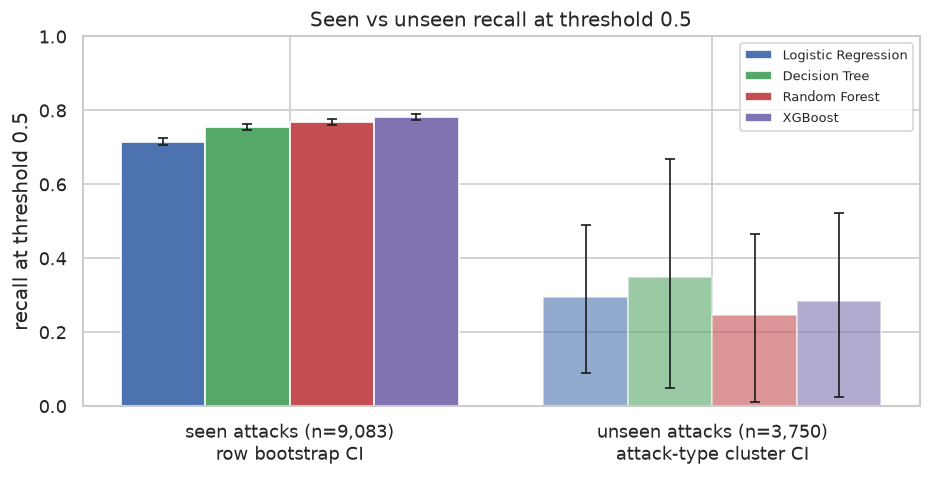 Seen vs unseen recall at threshold 0.5
recall at threshold 0.5
1.0
0.8
0.6
0.4
0.2
0.0
Logistic Regression
Decision Tree
Random Forest
XGBoost
seen attacks (n=9,083)
row bootstrap CI
unseen attacks (n=3,750)
attack-type cluster CI